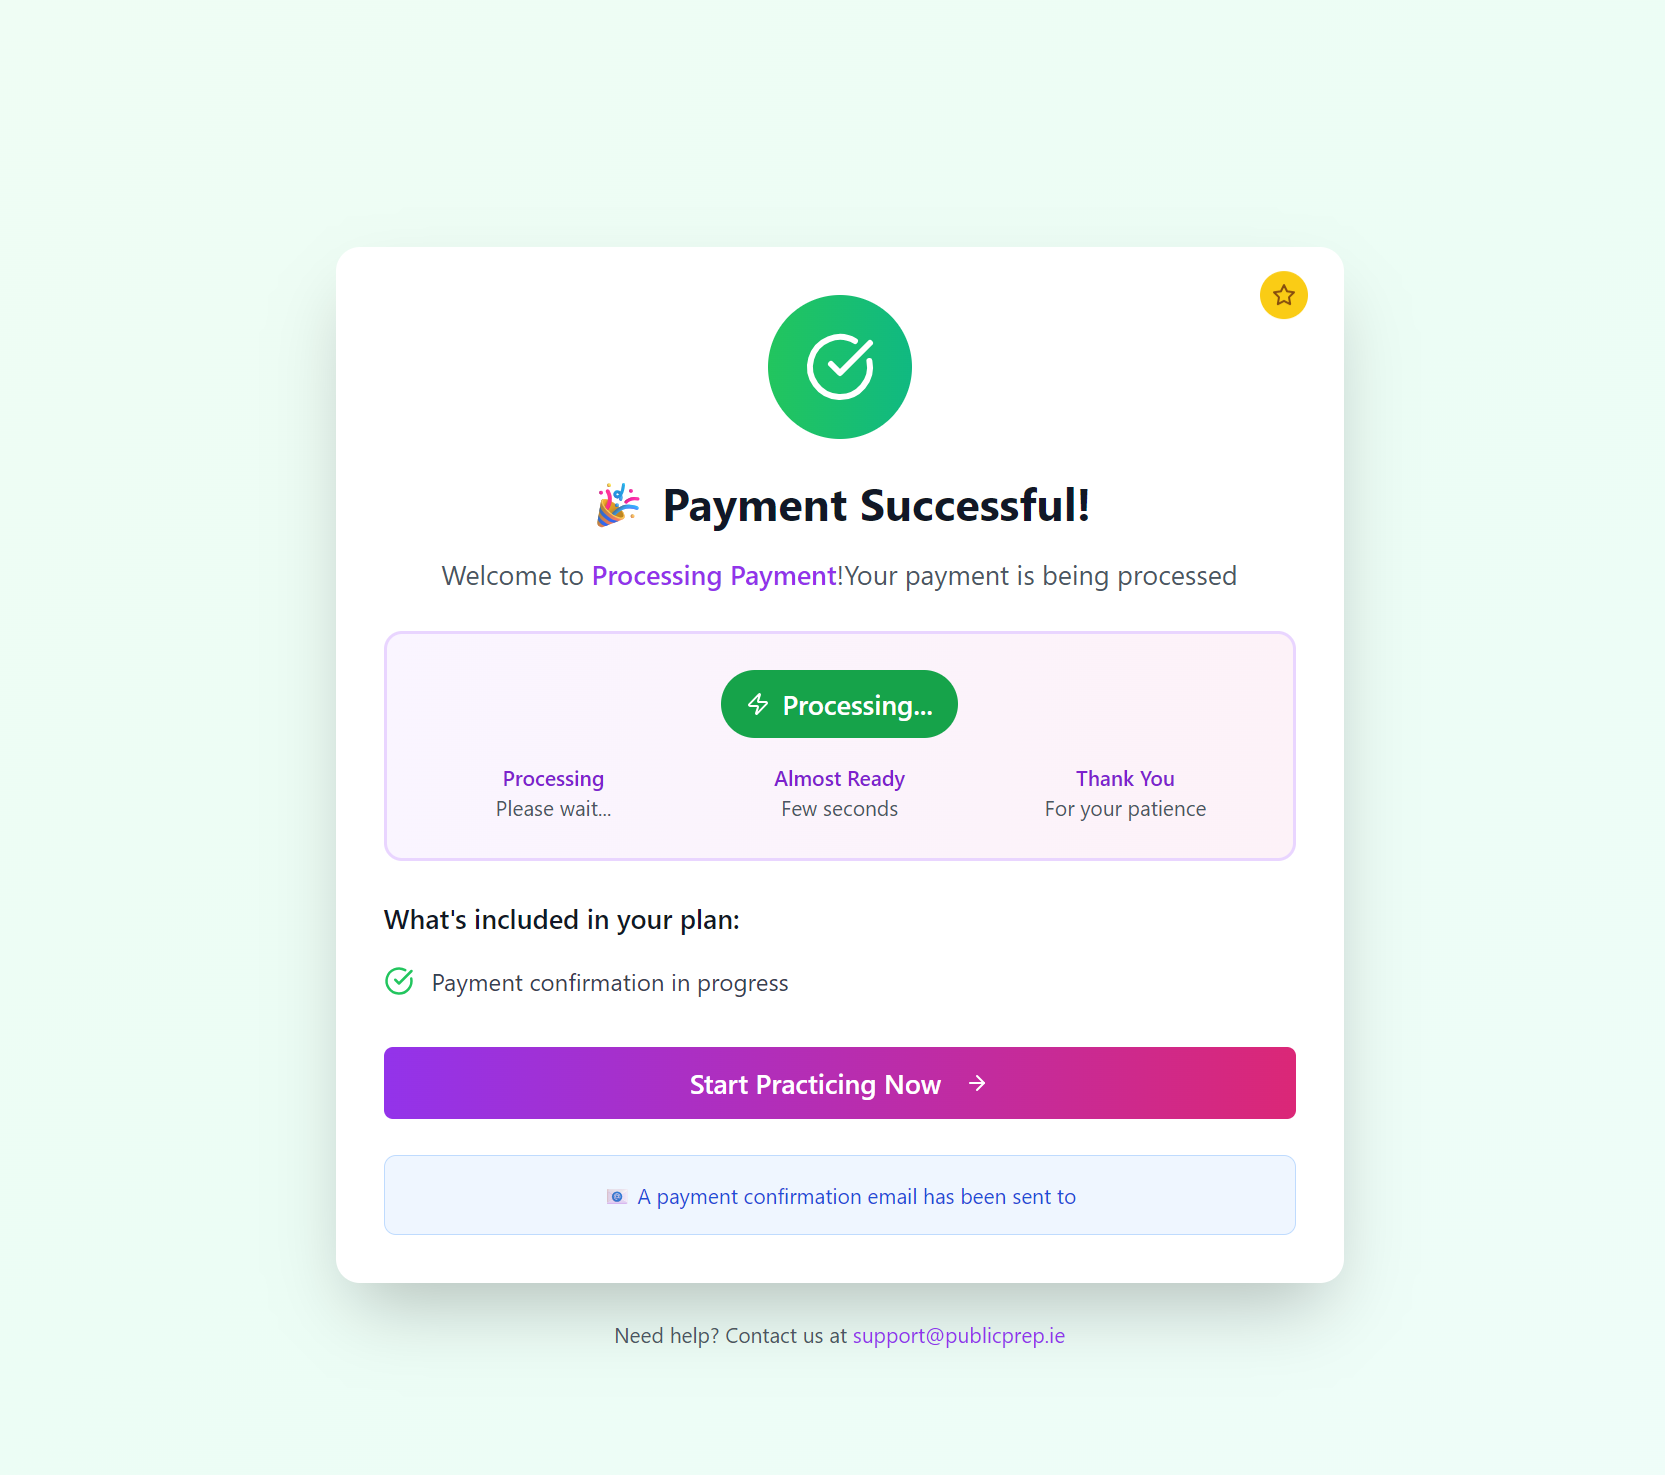 🎉 Payment Successful!
Welcome to Processing Payment!Your payment is being processed
Processing...
Processing
Please wait...
Almost Ready
Few seconds
Thank You
For your patience
What's included in your plan:
Payment confirmation in progress
Start Practicing Now →
📧 A payment confirmation email has been sent to
Need help? Contact us at support@publicprep.ie